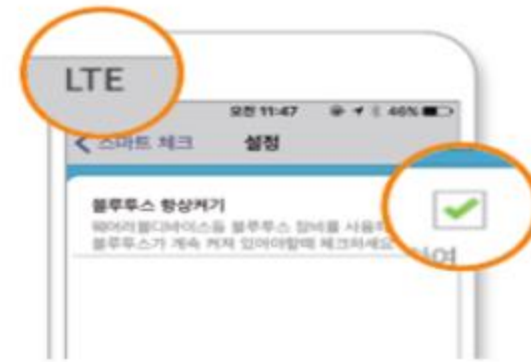 LTE
오전 11:47 46%
스마트 체크 설정
블루투스 항상켜기
웨어러블디바이스등 블루투스 장비를 사용하
블루투스가 계속 켜져 있어야할때 체크하세요
하여